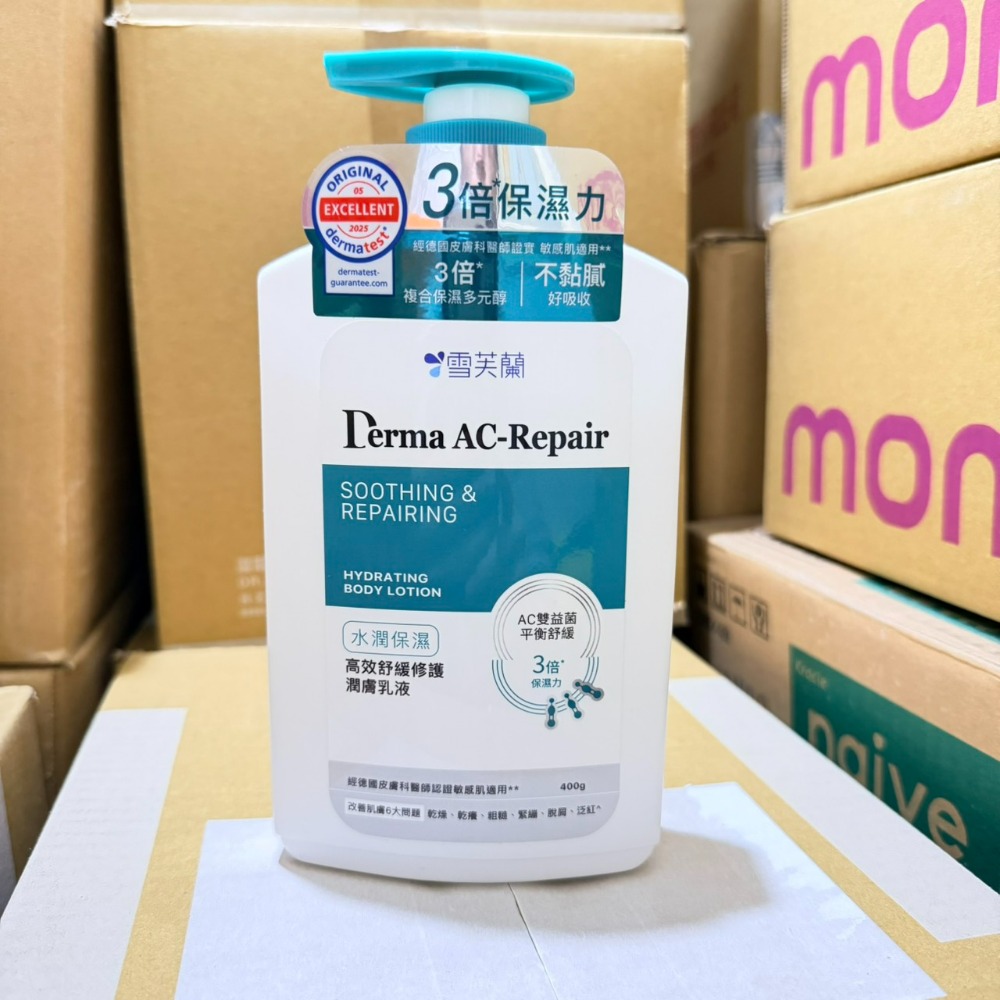 ORIGINAL
05
EXCELLENT
2025
dermatest®
dermatest-
guarantee.com
3倍*保濕力
經德國皮膚科醫師證實 敏感肌適用**
3倍*
複合保濕多元醇
不黏膩
好吸收
雪芙蘭
Derma AC-Repair
SOOTHING &
REPAIRING
HYDRATING
BODY LOTION
AC雙益菌
平衡舒緩
3倍*
保濕力
水潤保濕
高效舒緩修護
潤膚乳液
經德國皮膚科醫師認證敏感肌適用**
400g
改善肌膚6大問題 乾燥、乾癢、粗糙、緊繃、脫屑、泛紅^
mo
mo
Kracie
naive